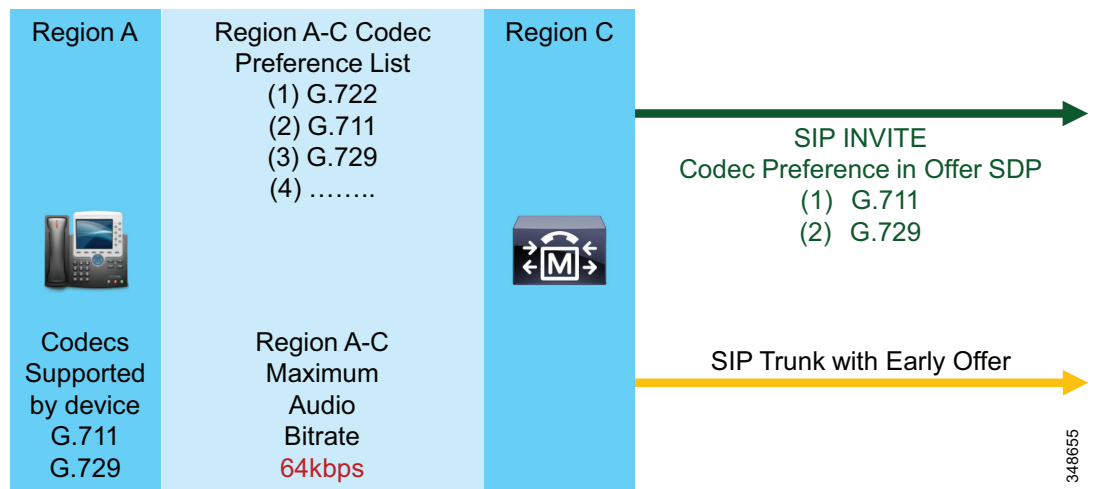 Region A
Region A-C Codec
Preference List
(1) G.722
(2) G.711
(3) G.729
(4) ……..
Region C
SIP INVITE
Codec Preference in Offer SDP
(1) G.711
(2) G.729
M
Codecs
Supported
by device
G.711
G.729
Region A-C
Maximum
Audio
Bitrate
64kbps
SIP Trunk with Early Offer
348655